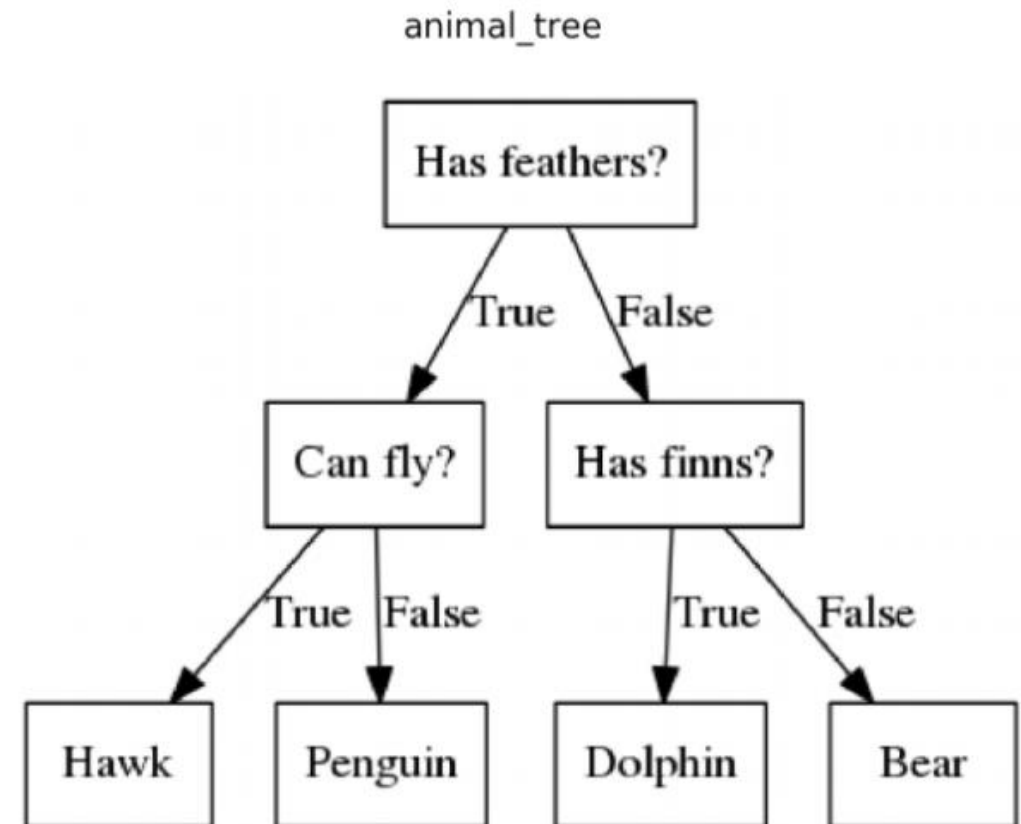 animal_tree
Has feathers?
True False
Can fly? Has finns?
True False True False
Hawk Penguin Dolphin Bear